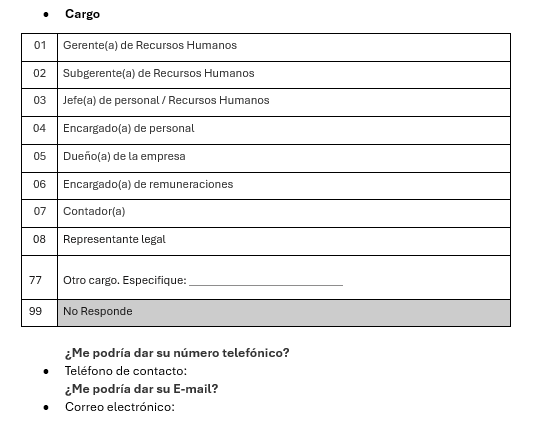 • Cargo
01 Gerente(a) de Recursos Humanos
02 Subgerente(a) de Recursos Humanos
03 Jefe(a) de personal / Recursos Humanos
04 Encargado(a) de personal
05 Dueño(a) de la empresa
06 Encargado(a) de remuneraciones
07 Contador(a)
08 Representante legal
77 Otro cargo. Especifique: ___________________________
99 No Responde
¿Me podría dar su número telefónico?
• Teléfono de contacto:
¿Me podría dar su E-mail?
• Correo electrónico: